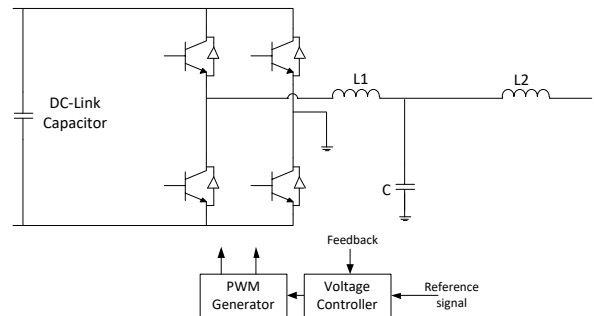 L1
L2
DC-Link
Capacitor
C
Feedback
PWM
Generator
Voltage
Controller
Reference
signal